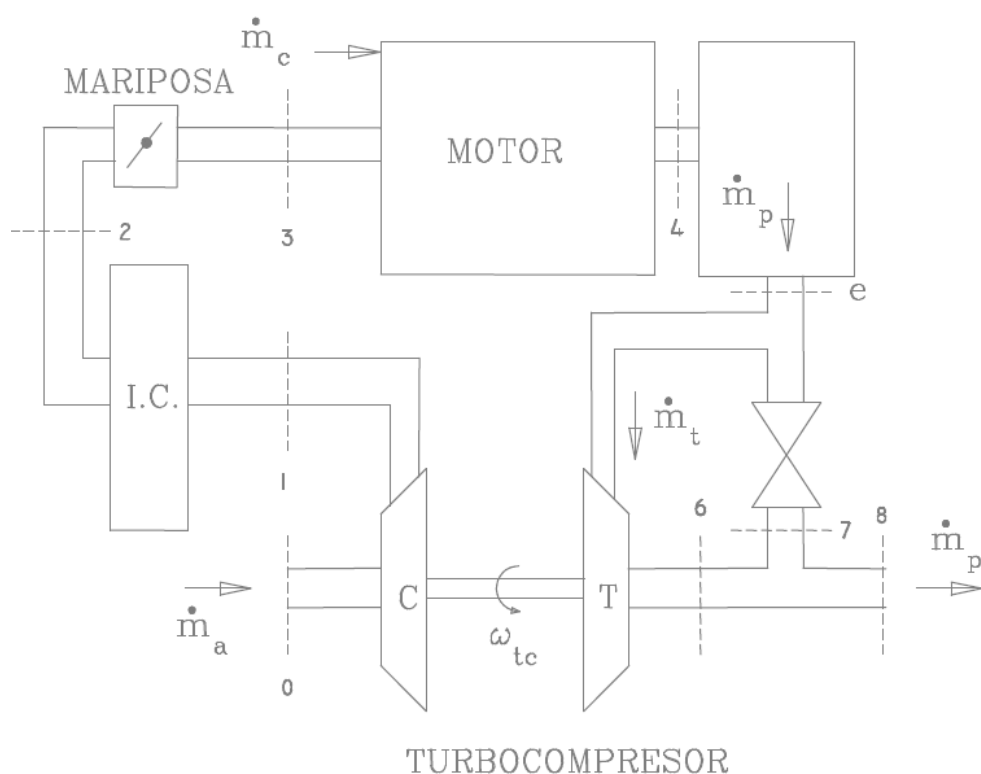 ṁc
MARIPOSA
MOTOR
ṁp
2
3
4
e
I.C.
ṁt
1
6
7
8
ṁp
C
T
ṁa
ωtc
0
TURBOCOMPRESOR